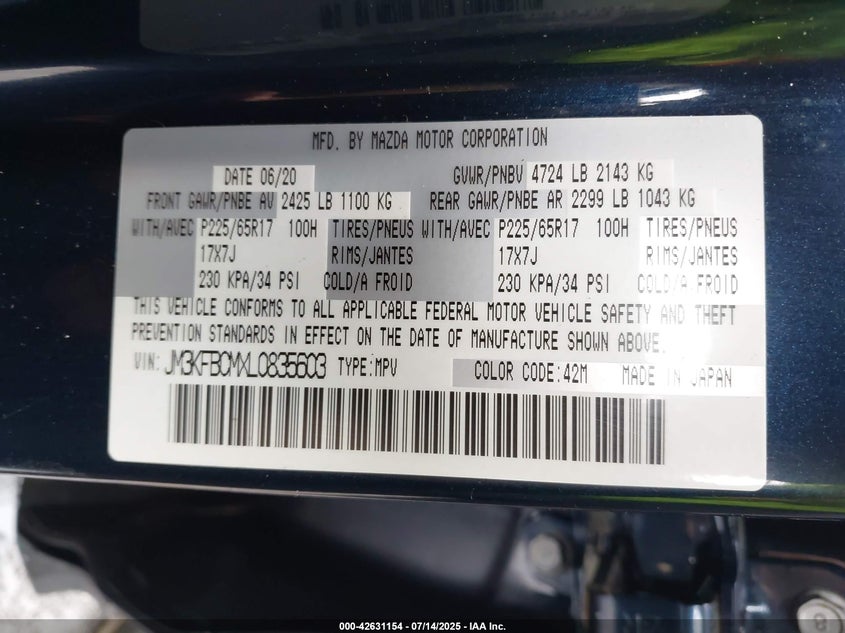 MFD. BY MAZDA MOTOR CORPORATION
DATE 06/20 GVWR/PNBV 4724 LB 2143 KG
FRONT GAWR/PNBE AV 2425 LB 1100 KG REAR GAWR/PNBE AR 2299 LB 1043 KG
WITH/AVEC P225/65R17 100H TIRES/PNEUS WITH/AVEC P225/65R17 100H TIRES/PNEUS
17X7J RIMS/JANTES 17X7J RIMS/JANTES
230 KPA/34 PSI COLD/A FROID 230 KPA/34 PSI COLD/A FROID
THIS VEHICLE CONFORMS TO ALL APPLICABLE FEDERAL MOTOR VEHICLE SAFETY AND THEFT
PREVENTION STANDARDS IN EFFECT ON THE DATE OF MANUFACTURE SHOWN ABOVE.
VIN: JM3KFBCMXL0835603 TYPE:MPV COLOR CODE:42M MADE IN JAPAN
000-42631154 - 07/14/2025 - IAA Inc.